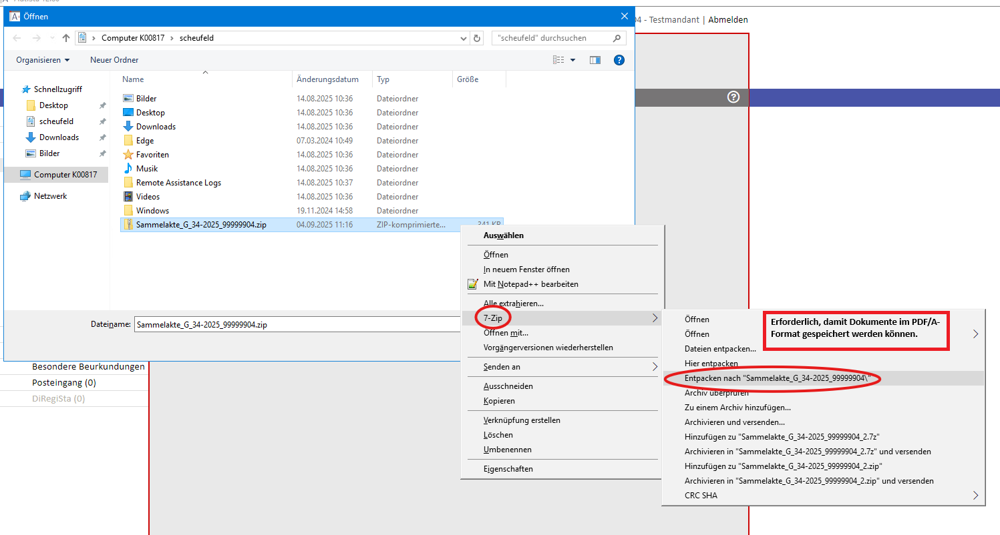 Öffnen
04 - Testmandant | Abmelden
Computer K00817 › scheufeld
"scheufeld" durchsuchen
Organisieren
Neuer Ordner
Name Änderungsdatum Typ Größe
Schnellzugriff
Desktop
scheufeld
Downloads
Bilder
Computer K00817
Netzwerk
Bilder 14.08.2025 10:36 Dateiordner
Desktop 14.08.2025 10:36 Dateiordner
Downloads 14.08.2025 10:36 Dateiordner
Edge 07.03.2024 10:49 Dateiordner
Favoriten 14.08.2025 10:36 Dateiordner
Musik 14.08.2025 10:36 Dateiordner
Remote Assistance Logs 14.08.2025 10:37 Dateiordner
Videos 14.08.2025 10:36 Dateiordner
Windows 19.11.2024 14:58 Dateiordner
Sammelakte_G_34-2025_99999904.zip 04.09.2025 11:16 ZIP-komprimierte... 341 KB
Dateiname: Sammelakte_G_34-2025_99999904.zip
Auswählen
Öffnen
In neuem Fenster öffnen
Mit Notepad++ bearbeiten
Alle extrahieren...
7-Zip
Öffnen mit...
Vorgängerversionen wiederherstellen
Senden an
Ausschneiden
Kopieren
Verknüpfung erstellen
Löschen
Umbenennen
Eigenschaften
Öffnen
Öffnen
Dateien entpacken...
Hier entpacken
Entpacken nach "Sammelakte_G_34-2025_99999904\"
Archiv überprüfen
Zu einem Archiv hinzufügen...
Archivieren und versenden...
Hinzufügen zu "Sammelakte_G_34-2025_99999904_2.7z"
Archivieren in "Sammelakte_G_34-2025_99999904_2.7z" und versenden
Hinzufügen zu "Sammelakte_G_34-2025_99999904_2.zip"
Archivieren in "Sammelakte_G_34-2025_99999904_2.zip" und versenden
CRC SHA
Erforderlich, damit Dokumente im PDF/A-
Format gespeichert werden können.
Besondere Beurkundungen
Posteingang (0)
DiRegiSta (0)